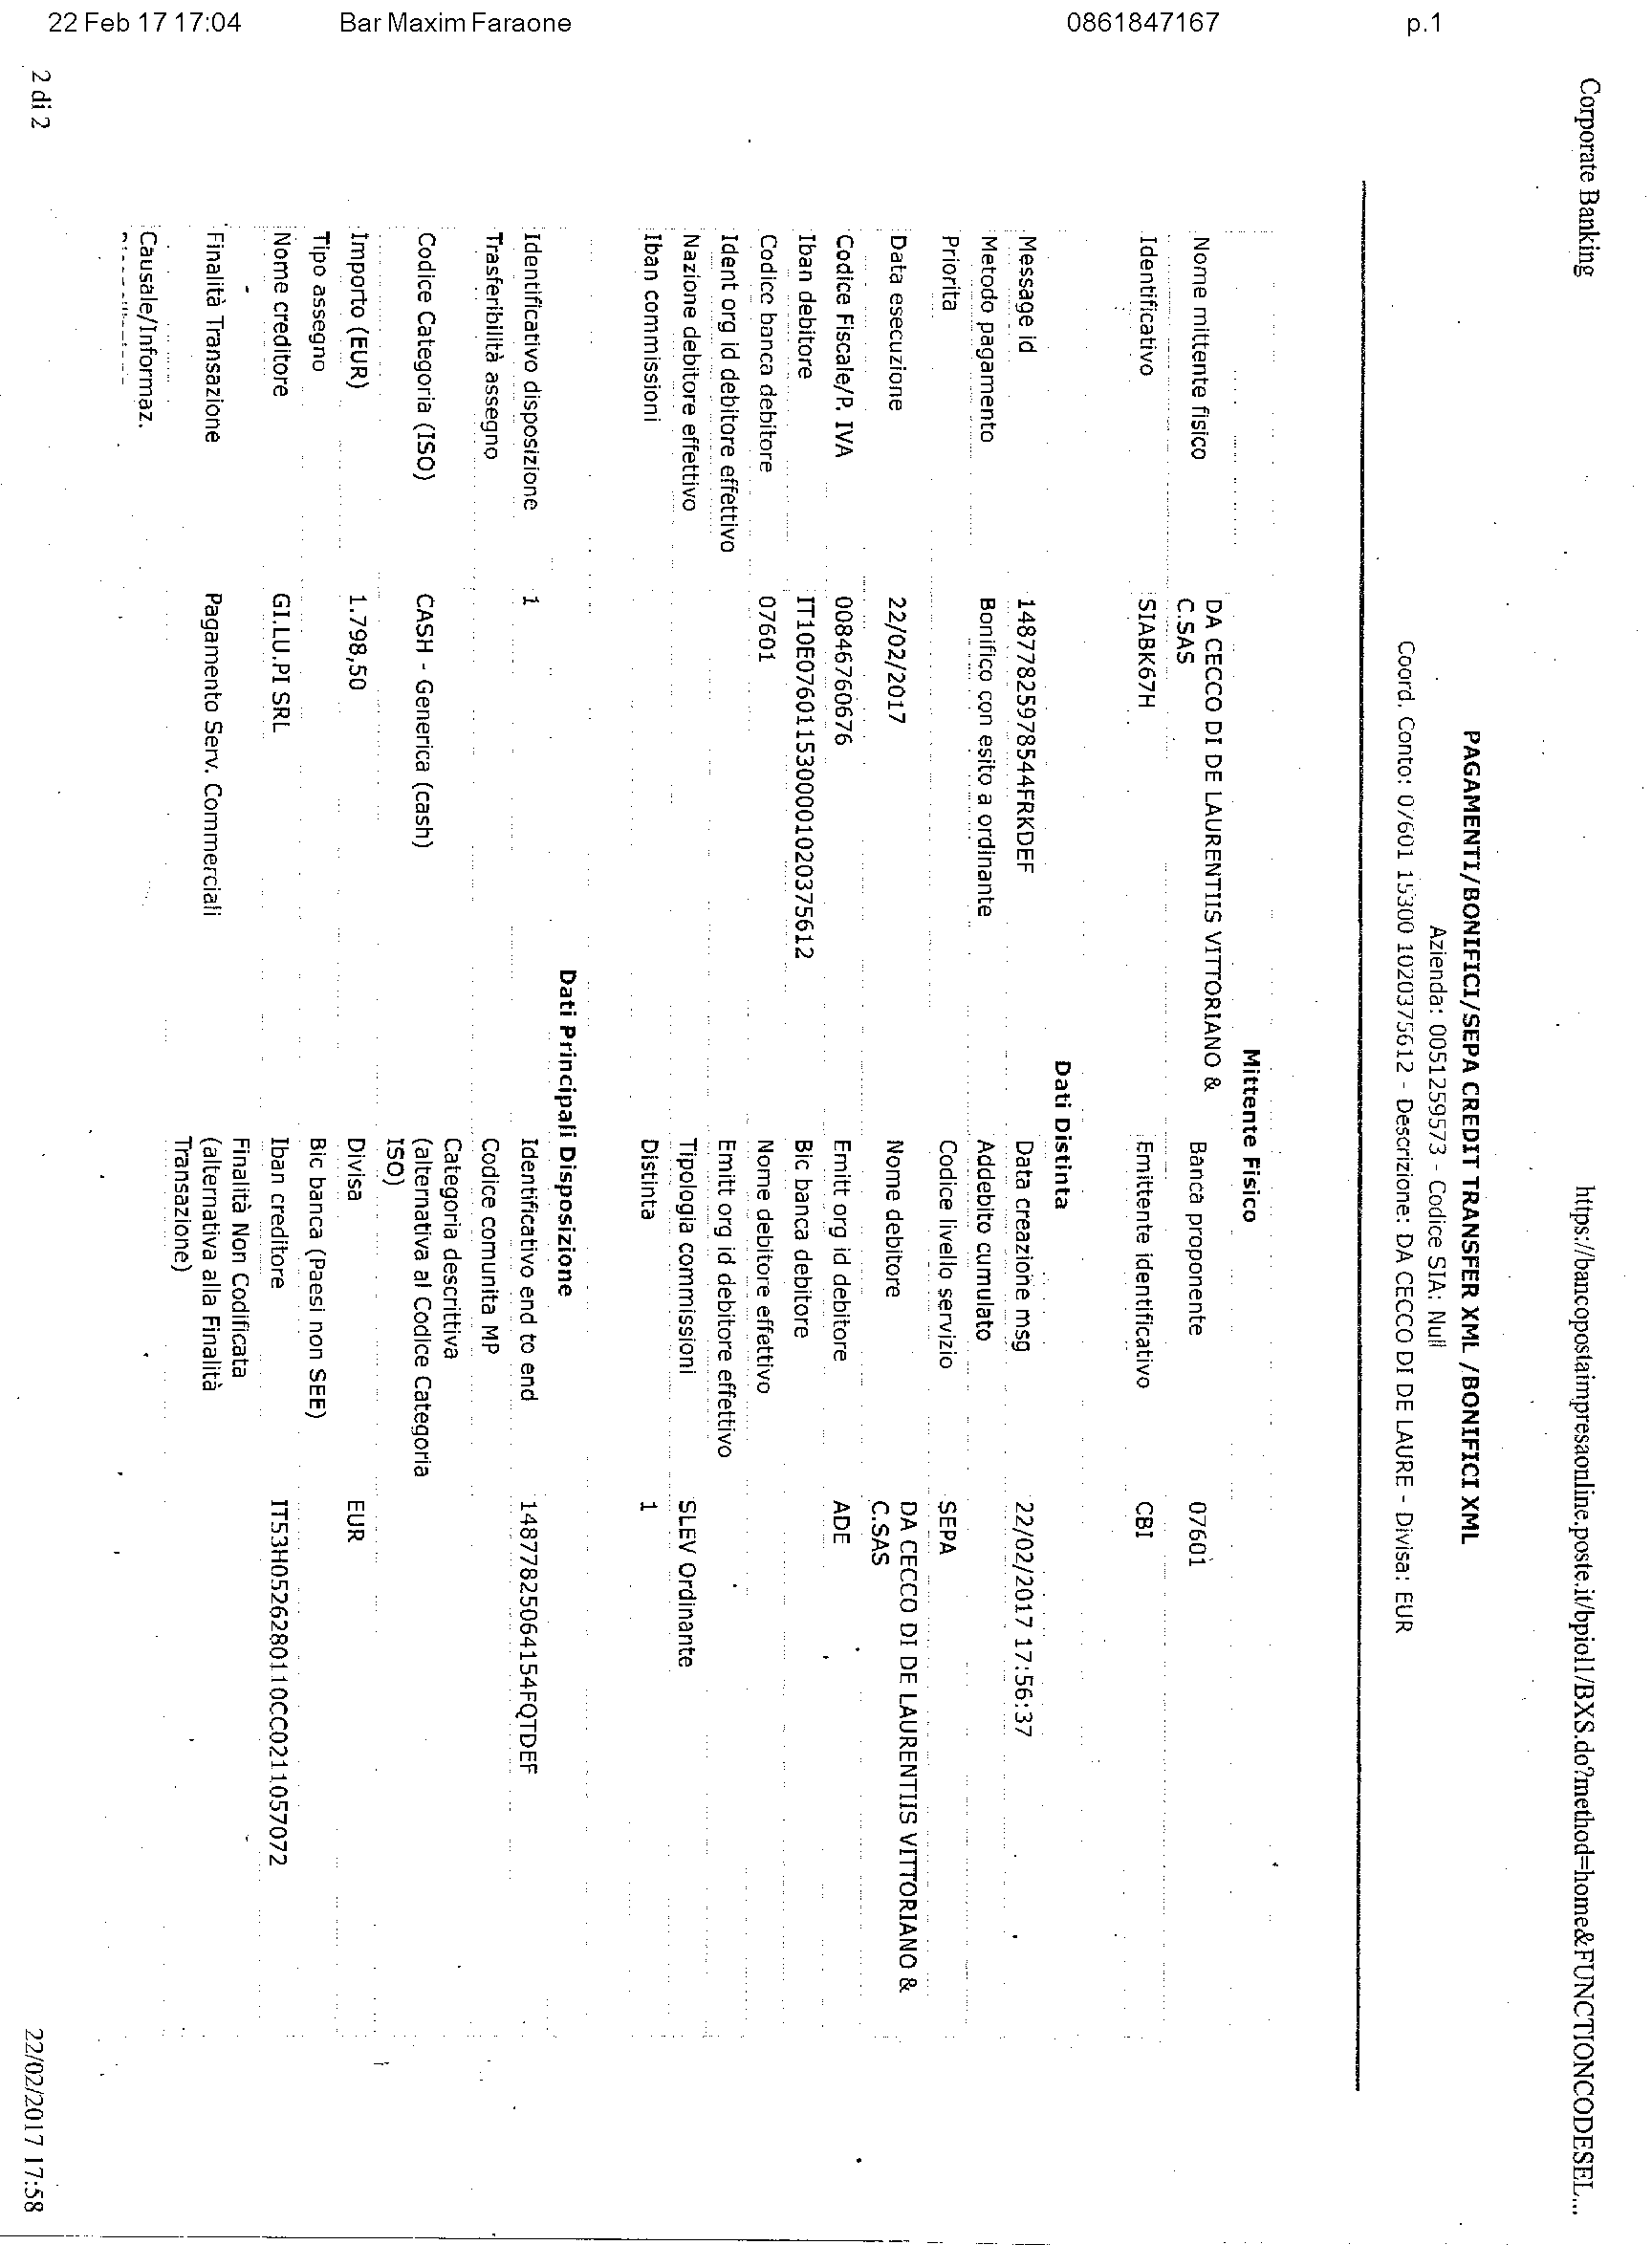 22 Feb 17 17:04 Bar Maxim Faraone 0861847167 p.1
Corporate Banking https://bancopostaimpresaonline.poste.it/bpiol1/BXS.do?method=home&FUNCTIONCODESEL...
PAGAMENTI/BONIFICI/SEPA CREDIT TRANSFER XML /BONIFICI XML
Azienda: 0051259573 - Codice SIA: Null
Coord. Conto: 07601 15300 1020375612 - Descrizione: DA CECCO DI DE LAURE - Divisa: EUR
Mittente Fisico
Nome mittente fisico DA CECCO DI DE LAURENTIIS VITTORIANO & Banca proponente 07601
C.SAS
Identificativo SIABK67H Emittente identificativo CBI
Dati Distinta
Message id 14877825978544FRKDEF Data creazione msg 22/02/2017 17:56:37
Metodo pagamento Bonifico con esito a ordinante Addebito cumulato
Priorita Codice livello servizio SEPA
Data esecuzione 22/02/2017 Nome debitore DA CECCO DI DE LAURENTIIS VITTORIANO &
C.SAS
Codice Fiscale/P. IVA 00846760676 Emitt org id debitore ADE
Iban debitore IT10E0760115300001020375612 Bic banca debitore
Codice banca debitore 07601 Nome debitore effettivo
Ident org id debitore effettivo Emitt org id debitore effettivo
Nazione debitore effettivo Tipologia commissioni SLEV Ordinante
Iban commissioni Distinta 1
Dati Principali Disposizione
Identificativo disposizione 1 Identificativo end to end 14877825064154FQTDEF
Trasferibilità assegno Codice comunita MP
Categoria descrittiva
Codice Categoria (ISO) CASH - Generica (cash) (alternativa al Codice Categoria
ISO)
Importo (EUR) 1.798,50 Divisa EUR
Tipo assegno Bic banca (Paesi non SEE)
Nome creditore GI.LU.PI SRL Iban creditore IT53H0526280110CC0211057072
Finalità Non Codificata
Finalità Transazione Pagamento Serv. Commerciali (alternativa alla Finalità
Transazione)
Causale/Informaz.
2 di 2 22/02/2017 17:58